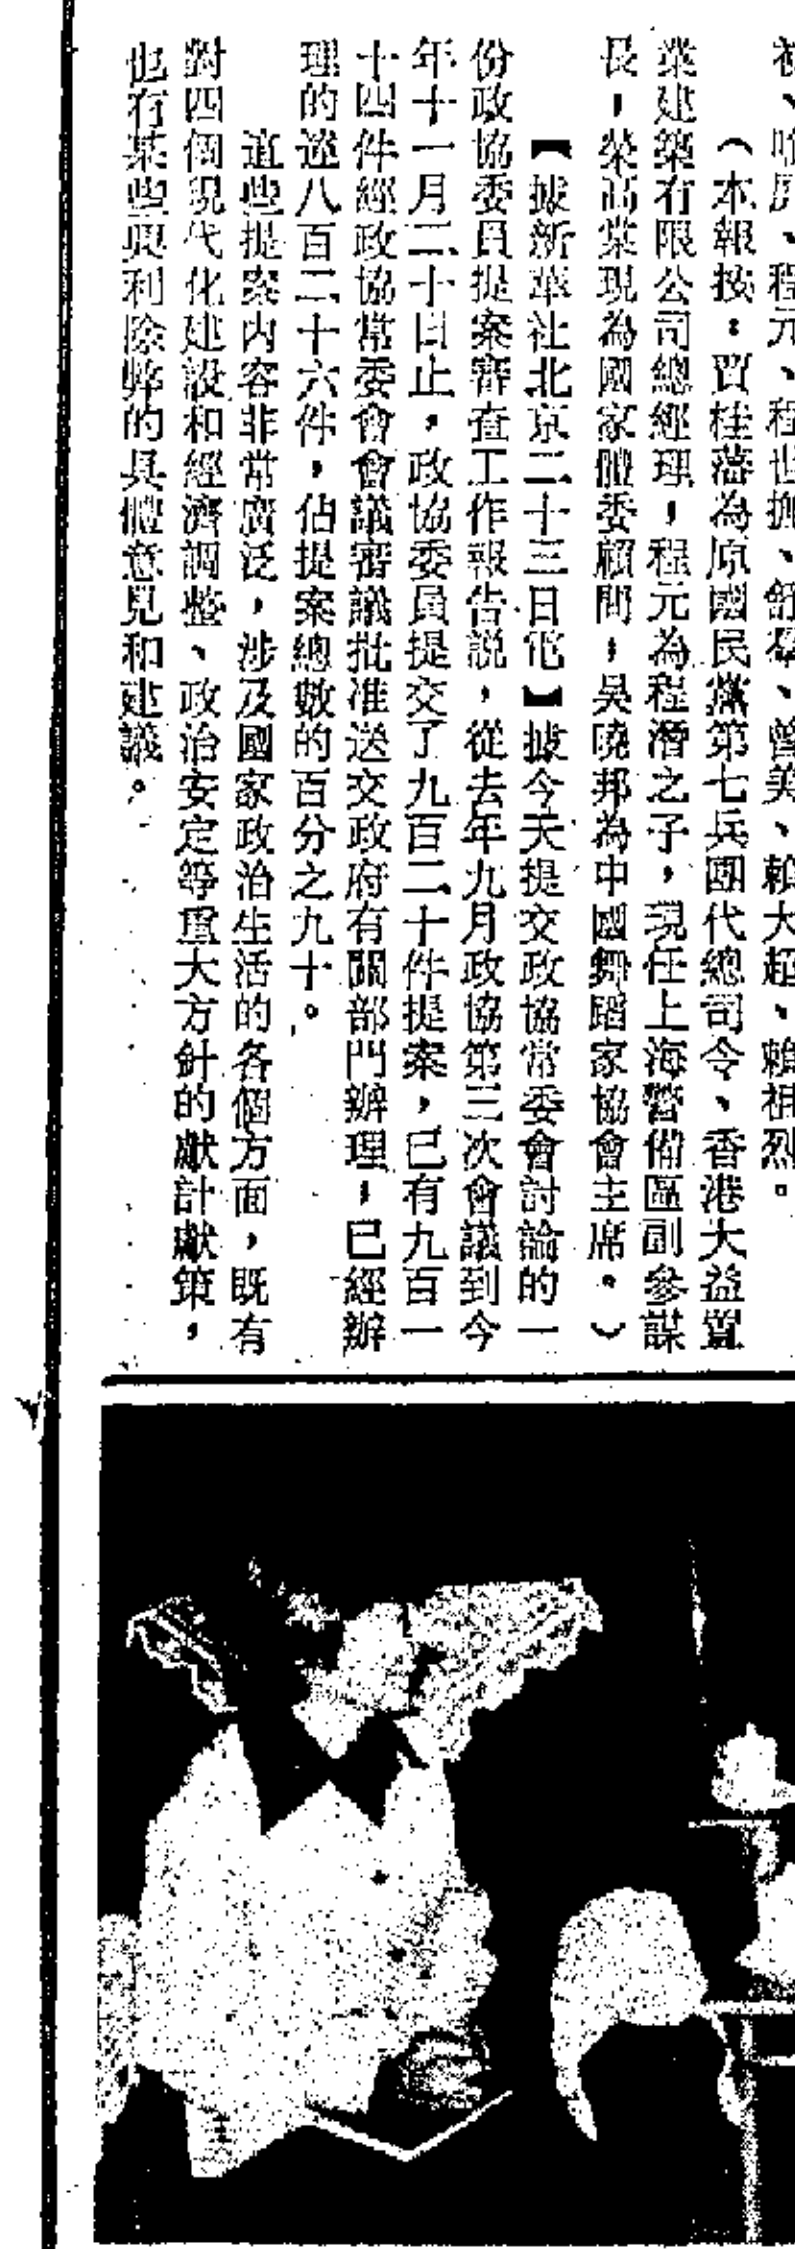 、程元、程世撫、舒羣、曾美、賴大超、賴祖烈。
（本報按：賈桂藩為原國民黨第七兵團代總司令、香港大益置
業建築有限公司總經理，程元為程潛之子，現任上海警備區副參謀
長，榮高棠現為國家體委顧問，吳曉邦為中國舞蹈家協會主席。）
【據新華社北京二十三日電】據今天提交政協常委會討論的一
份政協委員提案審查工作報告說，從去年九月政協第三次會議到今
年十一月二十日止，政協委員提交了九百二十件提案，已有九百一
十四件經政協常委會會議審議批准送交政府有關部門辦理，已經辦
理的達八百二十六件，佔提案總數的百分之九十。
這些提案內容非常廣泛，涉及國家政治生活的各個方面，既有
對四個現代化建設和經濟調整、政治安定等重大方針的獻計獻策，
也有某些興利除弊的具體意見和建議。